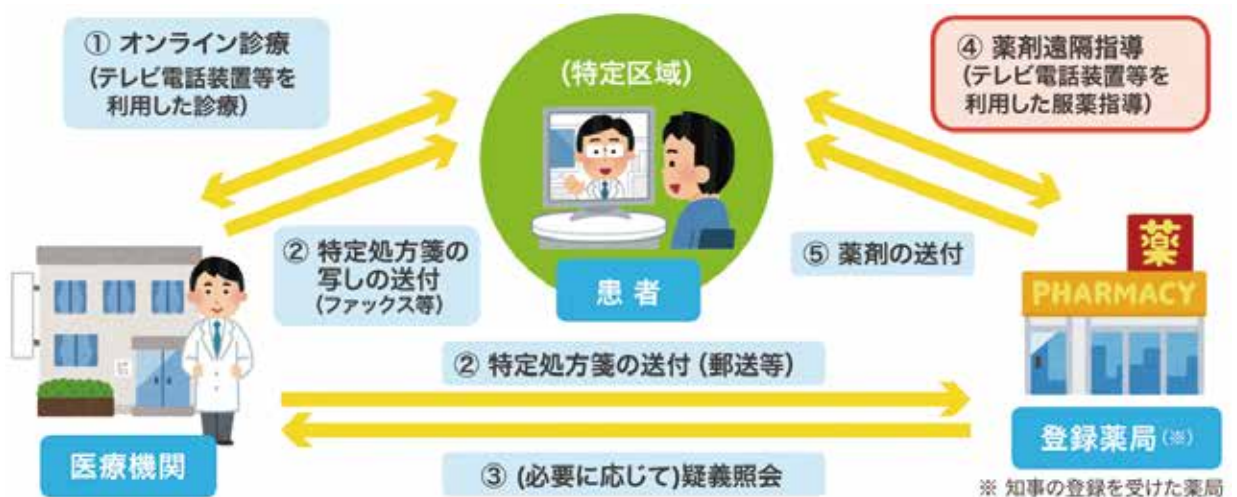 ① オンライン診療
(テレビ電話装置等を
利用した診療)
(特定区域)
患者
④ 薬剤遠隔指導
(テレビ電話装置等を
利用した服薬指導)
② 特定処方箋の
写しの送付
(ファックス等)
⑤ 薬剤の送付
薬
PHARMACY
② 特定処方箋の送付 (郵送等)
③ (必要に応じて)疑義照会
医療機関
登録薬局(※)
※ 知事の登録を受けた薬局